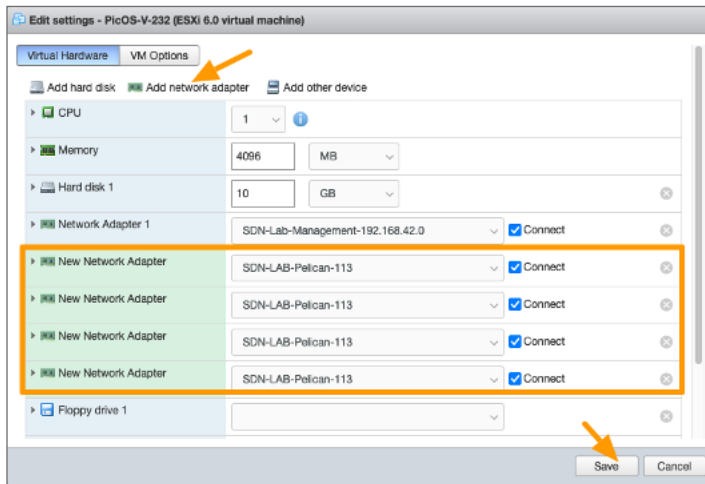 Edit settings - PicOS-V-232 (ESXi 6.0 virtual machine)
Virtual Hardware VM Options
Add hard disk Add network adapter Add other device
CPU 1
Memory 4096 MB
Hard disk 1 10 GB
Network Adapter 1 SDN-Lab-Management-192.168.42.0 Connect
New Network Adapter SDN-LAB-Pelican-113 Connect
New Network Adapter SDN-LAB-Pelican-113 Connect
New Network Adapter SDN-LAB-Pelican-113 Connect
New Network Adapter SDN-LAB-Pelican-113 Connect
Floppy drive 1
Save Cancel